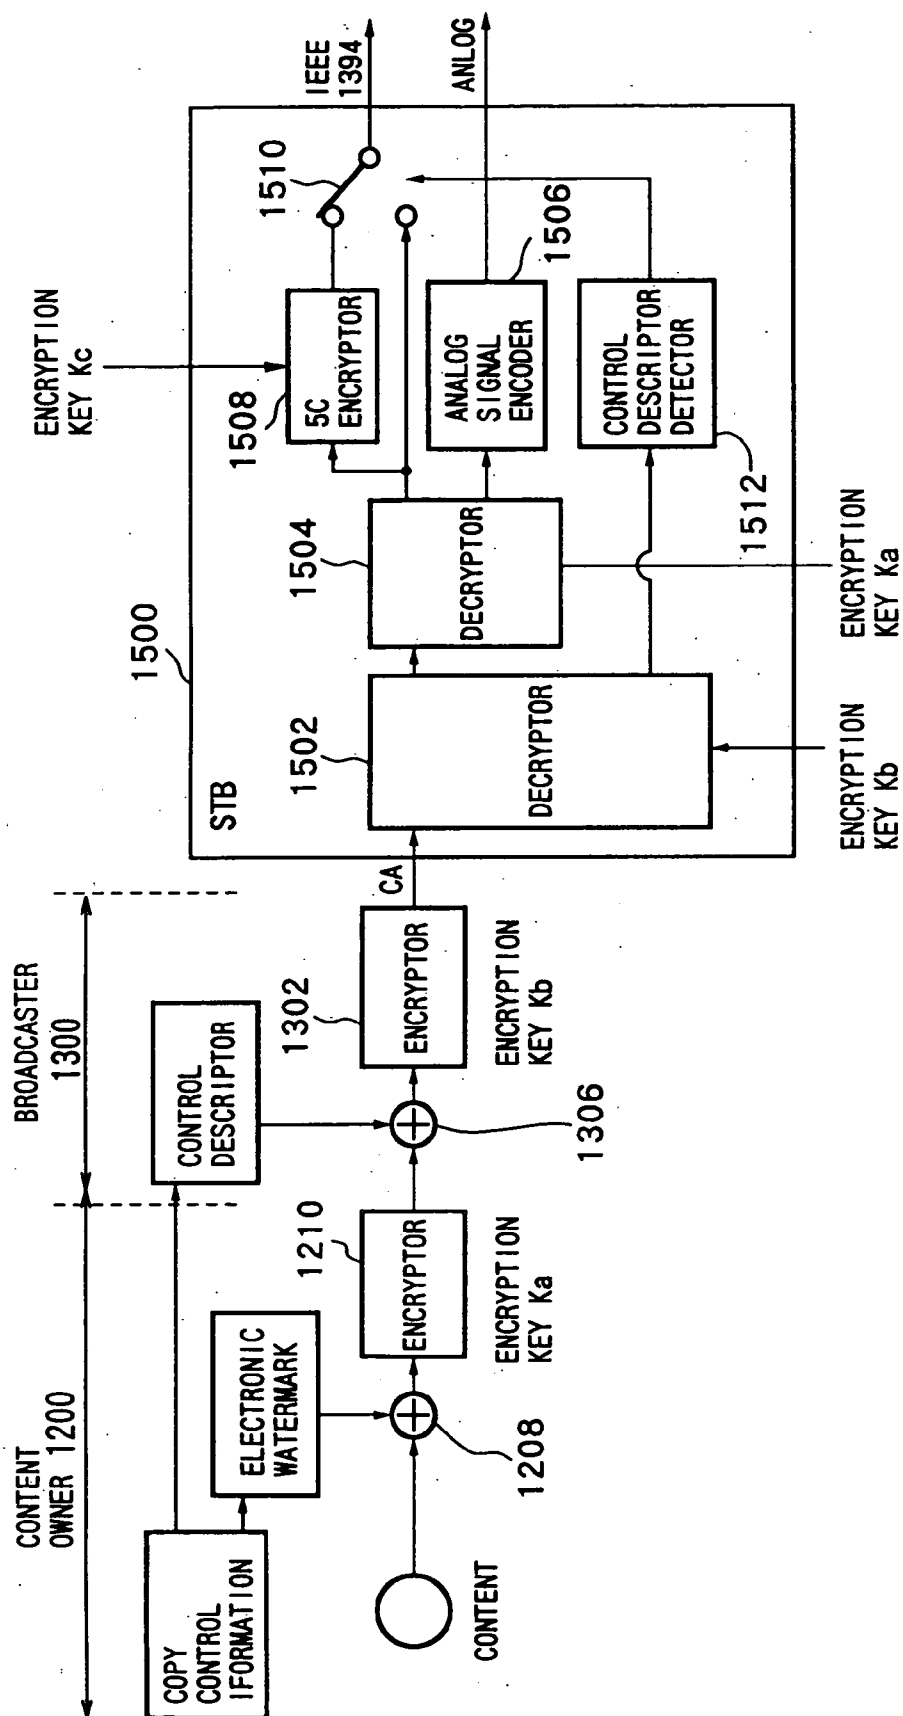 CONTENT
OWNER 1200
BROADCASTER
1300
COPY
CONTROL
IFORMATION
ELECTRONIC
WATERMARK
CONTROL
DESCRIPTOR
CONTENT
1208
1210
ENCRYPTOR
ENCRYPTION
KEY Ka
1306
1302
ENCRYPTOR
ENCRYPTION
KEY Kb
CA
STB
1500
1502
DECRYPTOR
ENCRYPTION
KEY Kb
1504
DECRYPTOR
ENCRYPTION
KEY Ka
ENCRYPTION
KEY Kc
1508
5C
ENCRYPTOR
1510
ANALOG
SIGNAL
ENCODER
1506
CONTROL
DESCRIPTOR
DETECTOR
1512
IEEE
1394
ANLOG